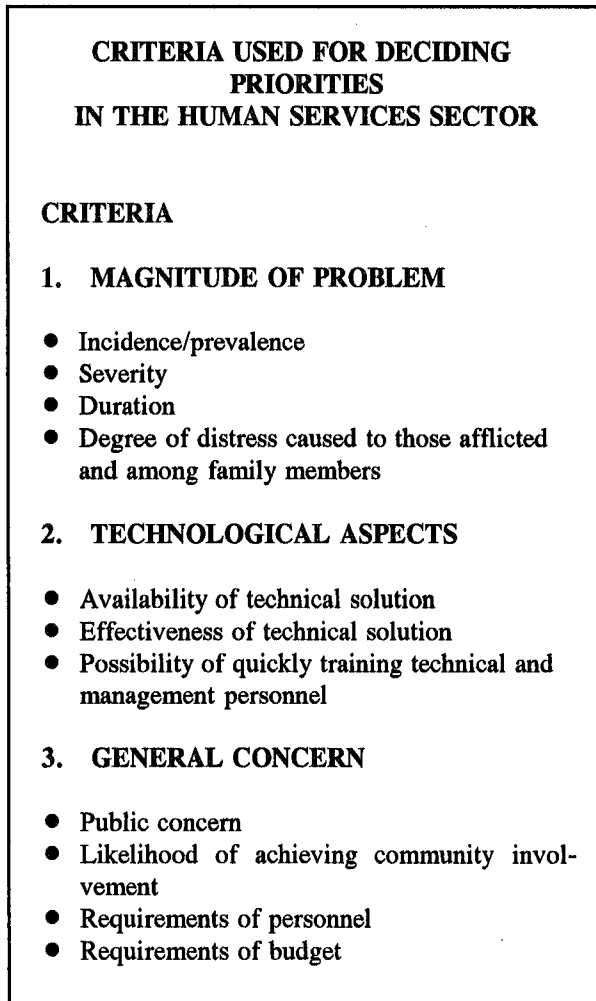 CRITERIA USED FOR DECIDING
PRIORITIES
IN THE HUMAN SERVICES SECTOR
CRITERIA
1. MAGNITUDE OF PROBLEM
● Incidence/prevalence
● Severity
● Duration
● Degree of distress caused to those afflicted
and among family members
2. TECHNOLOGICAL ASPECTS
● Availability of technical solution
● Effectiveness of technical solution
● Possibility of quickly training technical and
management personnel
3. GENERAL CONCERN
● Public concern
● Likelihood of achieving community invol-
vement
● Requirements of personnel
● Requirements of budget